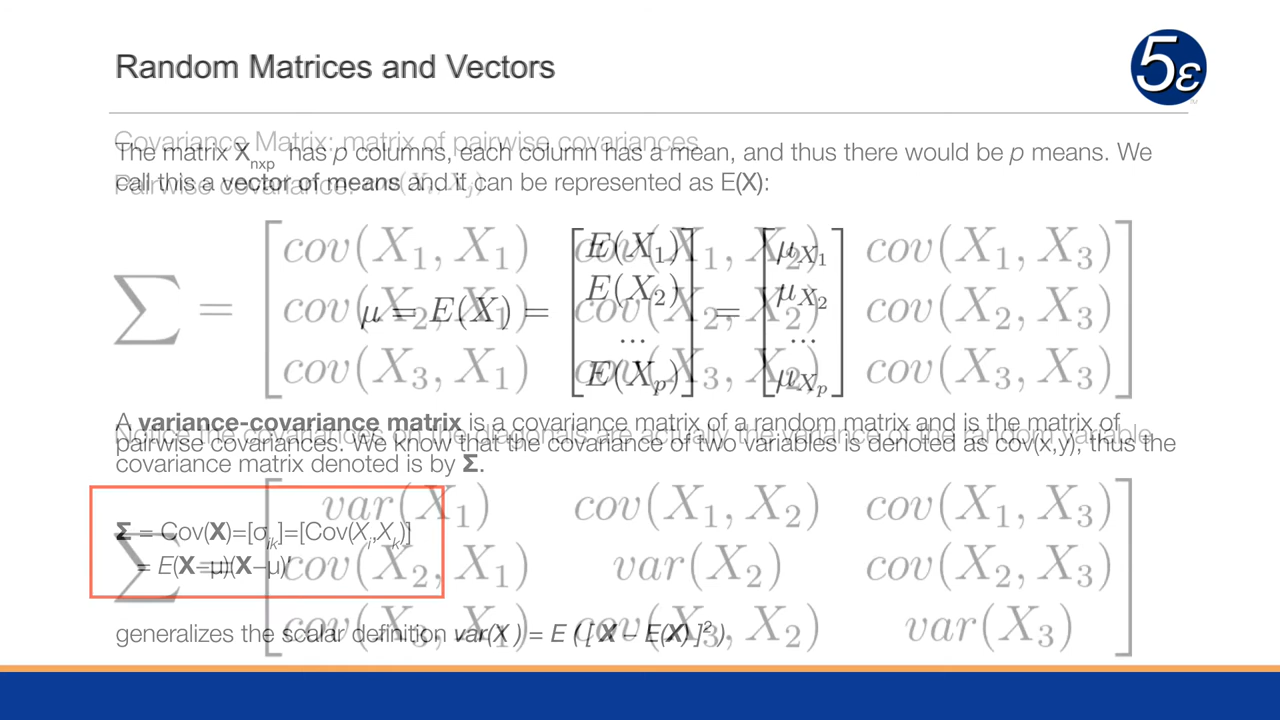 Random Matrices and Vectors
5ε
Covariance Matrix: matrix of pairwise covariances
The matrix X_nxp has p columns, each column has a mean, and thus there would be p means. We
Pairwise covariance:
call this a vector of means and it can be represented as E(X):
∑ = [ cov(X_1, X_1) cov(X_1, X_2) cov(X_1, X_3)
cov(X_2, X_1) cov(X_2, X_2) cov(X_2, X_3)
cov(X_3, X_1) cov(X_3, X_2) cov(X_3, X_3) ]
μ = E(X) = [ E(X_1) E(X_2) ... E(X_p) ] = [ μ_X_1 μ_X_2 ... μ_X_p ]
A variance-covariance matrix is a covariance matrix of a random matrix and is the matrix of
pairwise covariances. We know that the covariance of two variables is denoted as cov(x,y), thus the
covariance matrix denoted is by Σ.
Σ = Cov(X)=[σ_ik]=[Cov(X_i,X_k)]
= E(X−μ)(X−μ)'
∑ = [ var(X_1) cov(X_1, X_2) cov(X_1, X_3)
cov(X_2, X_1) var(X_2) cov(X_2, X_3)
cov(X_3, X_1) cov(X_3, X_2) var(X_3) ]
generalizes the scalar definition var(X ) = E ( [ X − E(X) ]² )